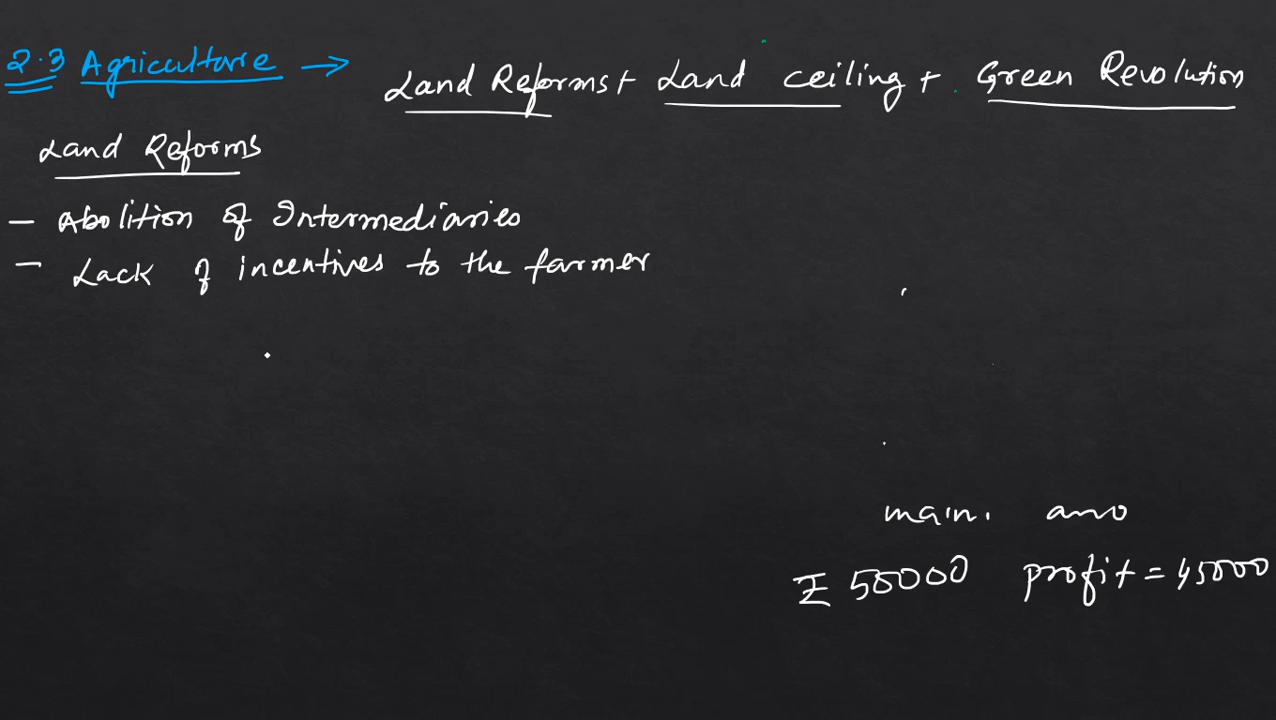 2.3 Agriculture → Land Reforms + Land ceiling + Green Revolution
Land Reforms
— Abolition of Intermediaries
— Lack of incentives to the farmer
main.
50000 profit = 45000